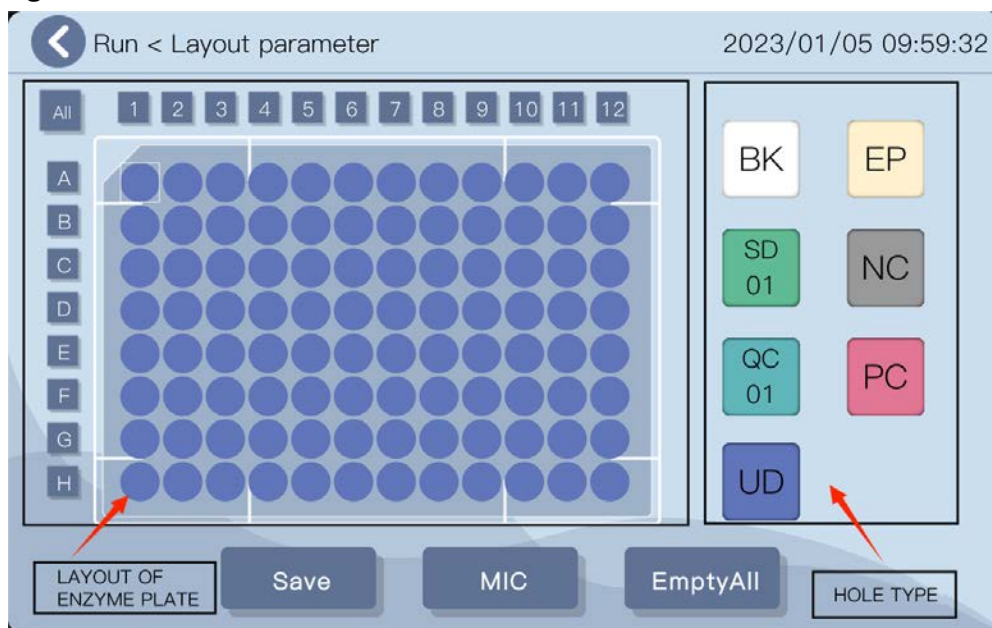 Run < Layout parameter
2023/01/05 09:59:32
All
1 2 3 4 5 6 7 8 9 10 11 12
A
B
C
D
E
F
G
H
BK
EP
SD
01
NC
QC
01
PC
UD
LAYOUT OF
ENZYME PLATE
Save
MIC
EmptyAll
HOLE TYPE